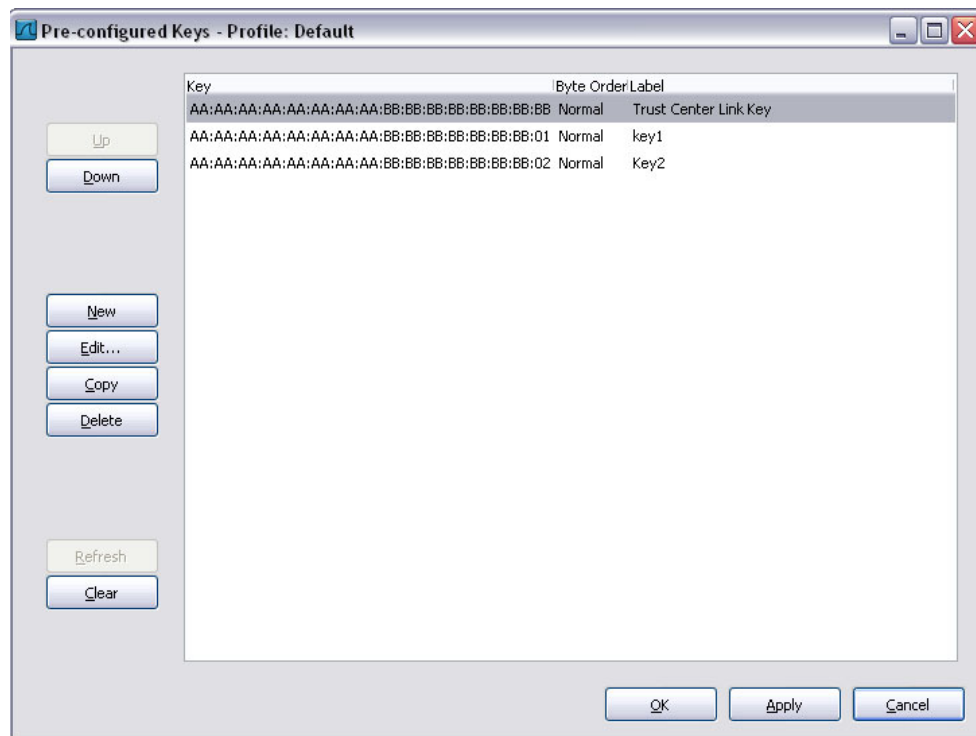 Pre-configured Keys - Profile: Default
Key Byte Order Label
AA:AA:AA:AA:AA:AA:AA:AA:BB:BB:BB:BB:BB:BB:BB:BB Normal Trust Center Link Key
AA:AA:AA:AA:AA:AA:AA:AA:BB:BB:BB:BB:BB:BB:BB:01 Normal key1
AA:AA:AA:AA:AA:AA:AA:AA:BB:BB:BB:BB:BB:BB:BB:02 Normal Key2
Up
Down
New
Edit...
Copy
Delete
Refresh
Clear
OK Apply Cancel